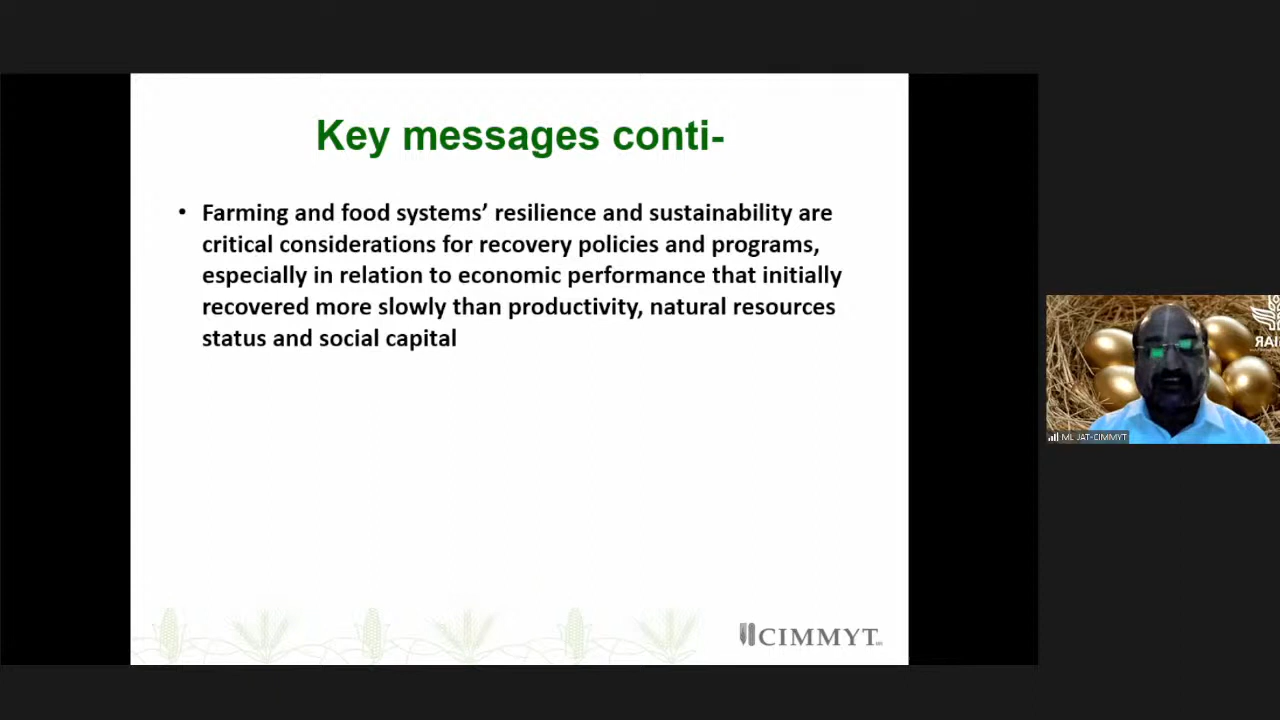 Key messages conti-
• Farming and food systems’ resilience and sustainability are
critical considerations for recovery policies and programs,
especially in relation to economic performance that initially
recovered more slowly than productivity, natural resources
status and social capital
CIMMYT
ML JAT-CIMMYT